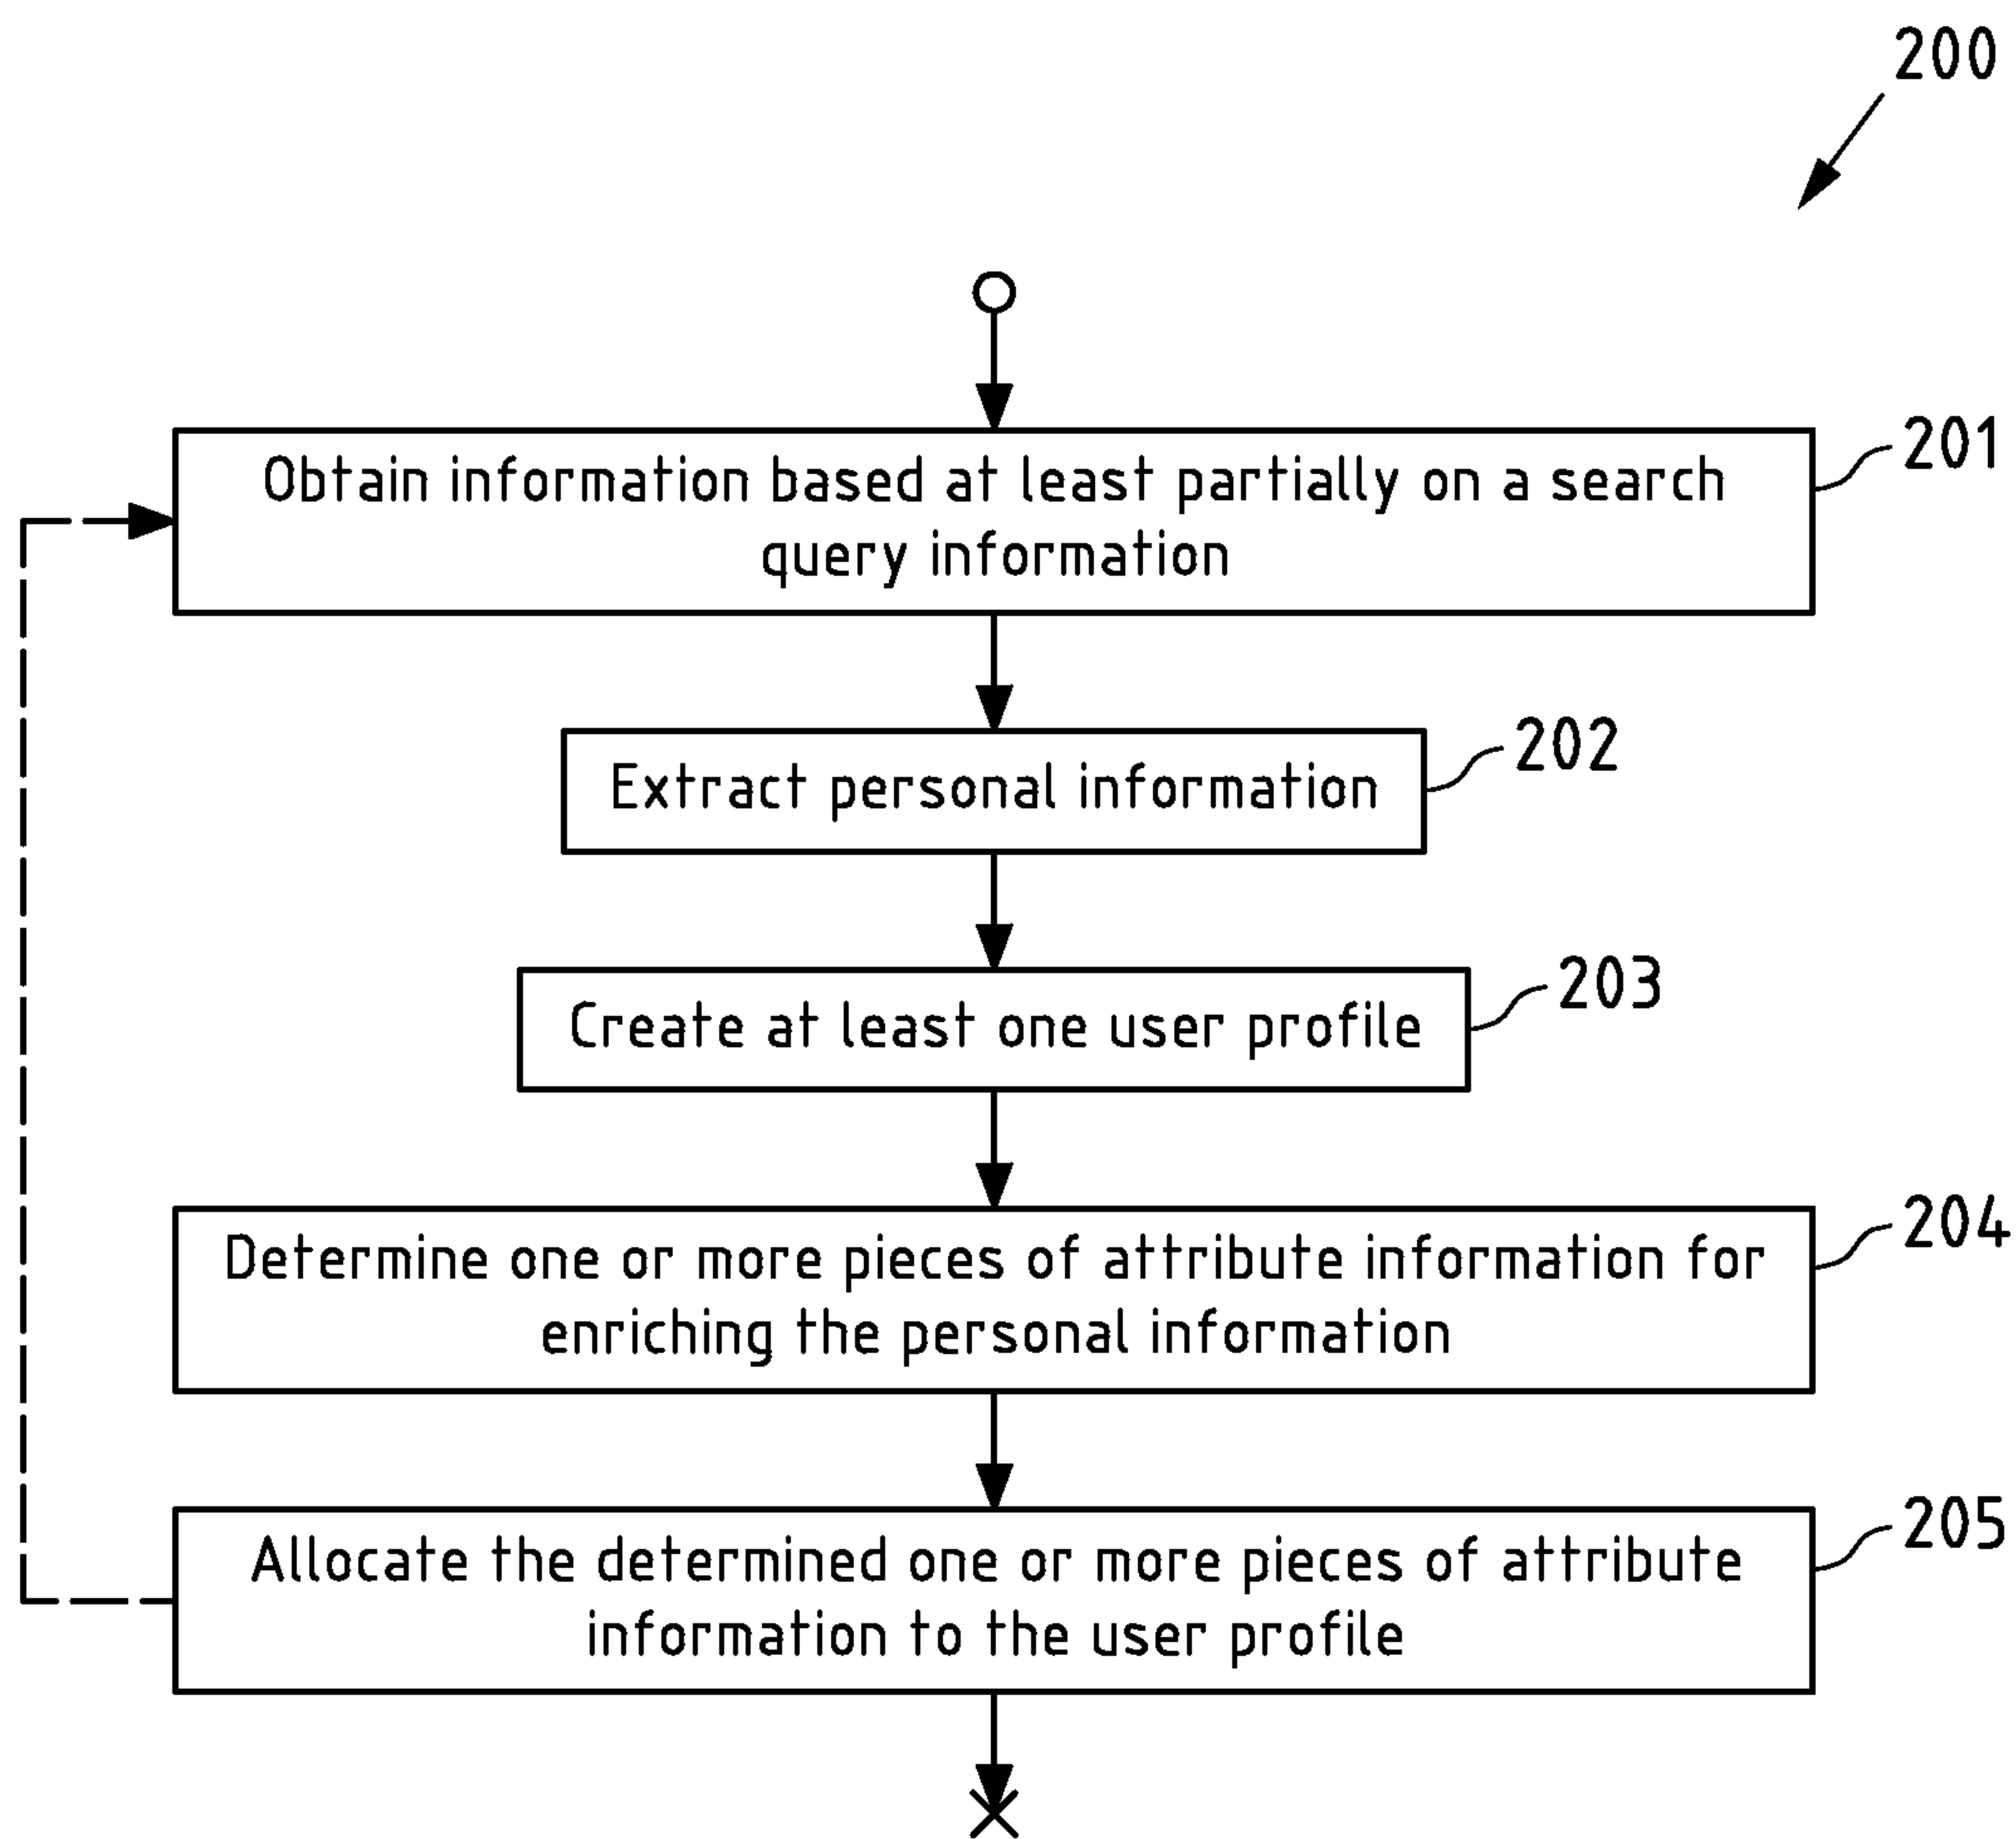 200
Obtain information based at least partially on a search
query information
201
Extract personal information
202
Create at least one user profile
203
Determine one or more pieces of attribute information for
enriching the personal information
204
Allocate the determined one or more pieces of attribute
information to the user profile
205